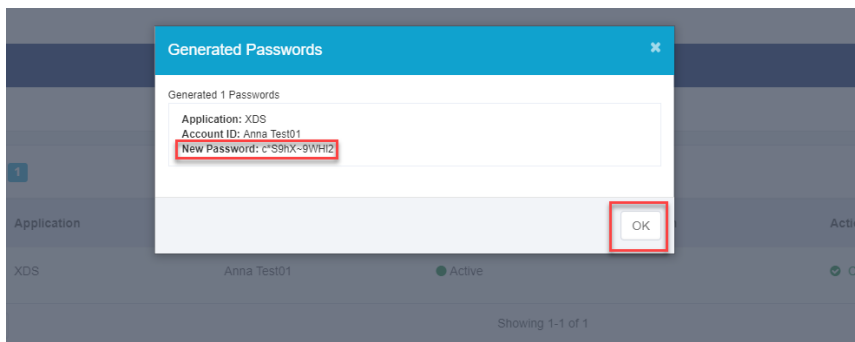 Generated Passwords
Generated 1 Passwords
Application: XDS
Account ID: Anna Test01
New Password: c*S9hX~9WHI2
OK
1
Application
Acti
XDS Anna Test01 Active C
Showing 1-1 of 1